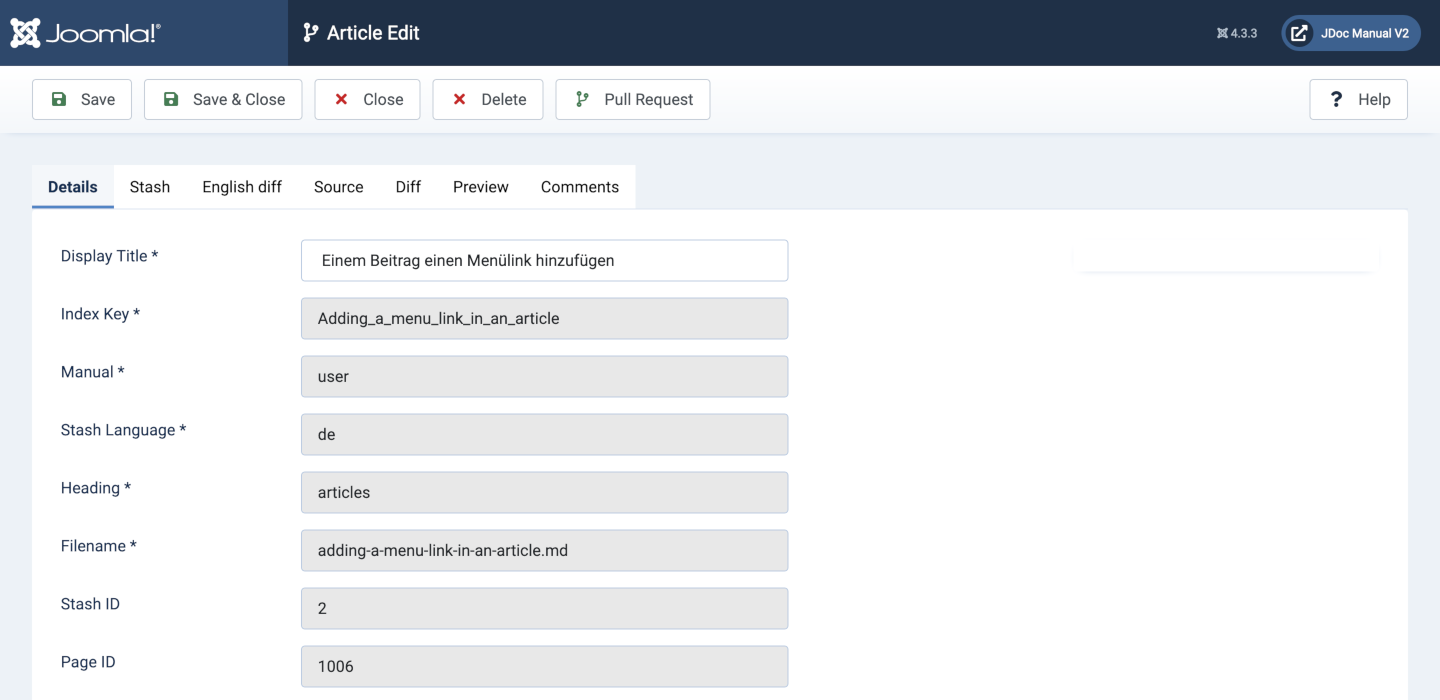 Joomla!®
Article Edit
4.3.3
JDoc Manual V2
Save
Save & Close
Close
Delete
Pull Request
? Help
Details
Stash
English diff
Source
Diff
Preview
Comments
Display Title *
Einem Beitrag einen Menülink hinzufügen
Index Key *
Adding_a_menu_link_in_an_article
Manual *
user
Stash Language *
de
Heading *
articles
Filename *
adding-a-menu-link-in-an-article.md
Stash ID
2
Page ID
1006